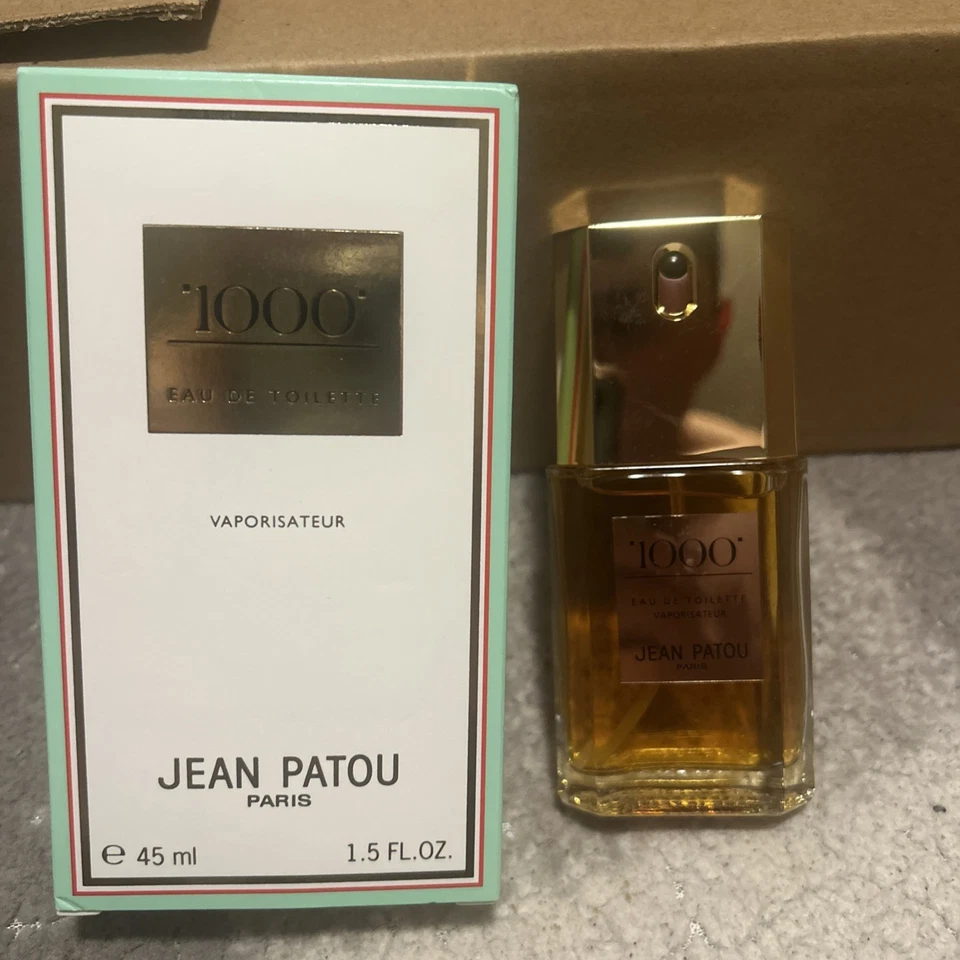 "1000"
EAU DE TOILETTE
VAPORISATEUR
JEAN PATOU
PARIS
℮ 45 ml
1.5 FL.OZ.
"1000"
EAU DE TOILETTE
VAPORISATEUR
JEAN PATOU
PARIS